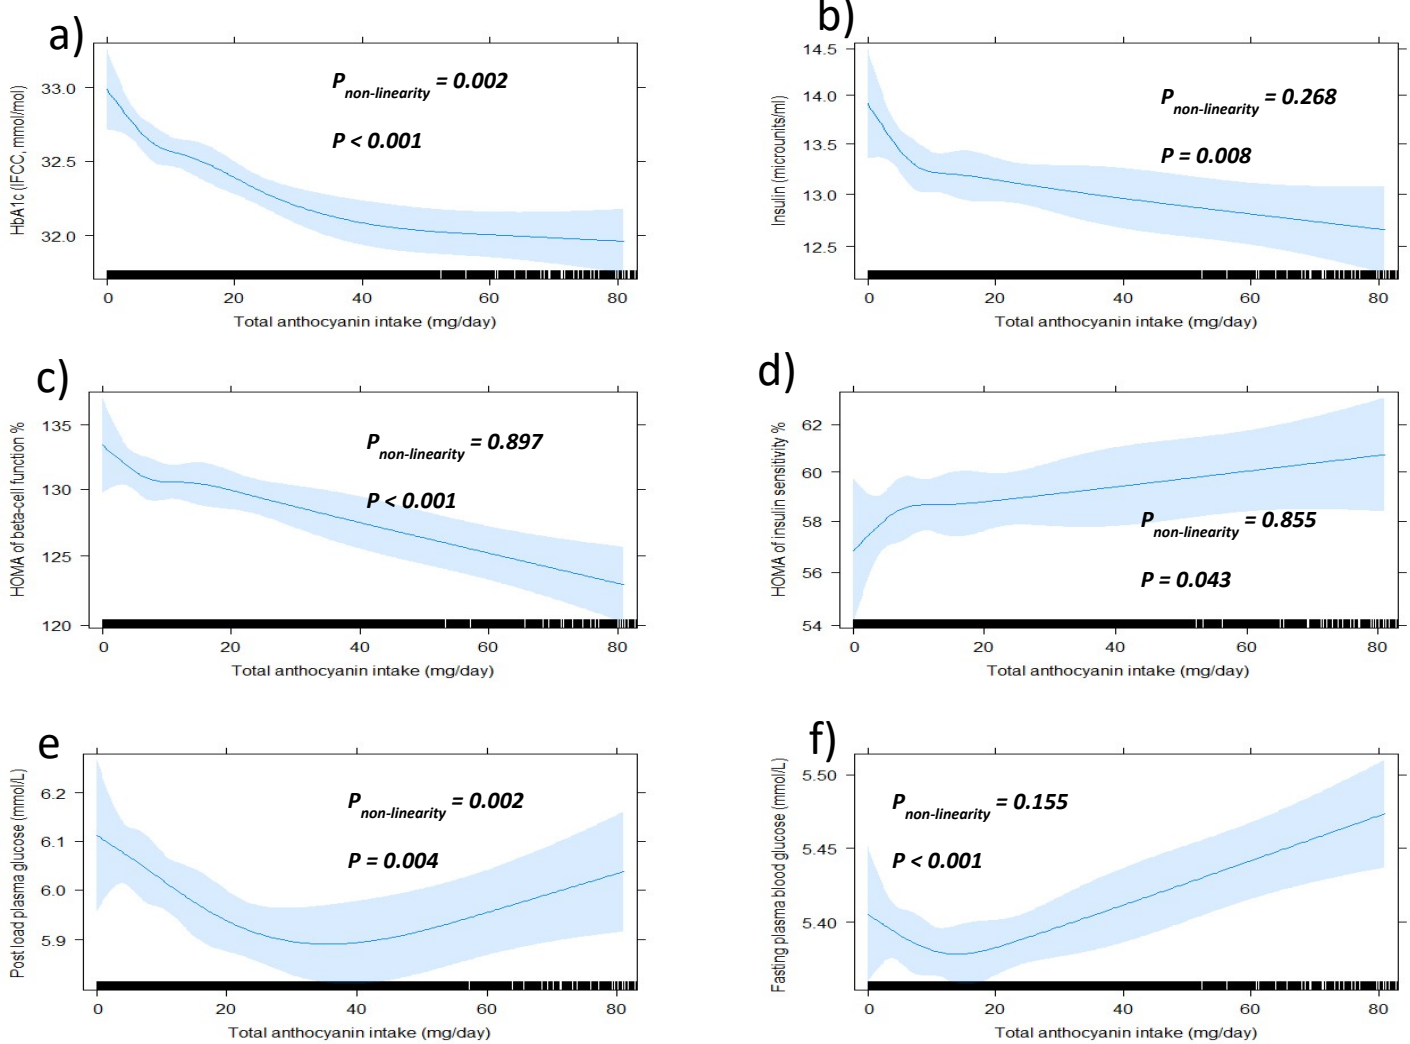 a)
HbA1c (IFCC, mmol/mol)
33.0
32.5
32.0
P non-linearity = 0.002
P < 0.001
0 20 40 60 80
Total anthocyanin intake (mg/day)
b)
Insulin (microunits/ml)
14.5
14.0
13.5
13.0
12.5
P non-linearity = 0.268
P = 0.008
0 20 40 60 80
Total anthocyanin intake (mg/day)
c)
HOMA of beta-cell function %
135
130
125
120
P non-linearity = 0.897
P < 0.001
0 20 40 60 80
Total anthocyanin intake (mg/day)
d)
HOMA of insulin sensitivity %
62
60
58
56
54
P non-linearity = 0.855
P = 0.043
0 20 40 60 80
Total anthocyanin intake (mg/day)
e
Post load plasma glucose (mmol/L)
6.2
6.1
6.0
5.9
P non-linearity = 0.002
P = 0.004
0 20 40 60 80
Total anthocyanin intake (mg/day)
f)
Fasting plasma blood glucose (mmol/L)
5.50
5.45
5.40
P non-linearity = 0.155
P < 0.001
0 20 40 60 80
Total anthocyanin intake (mg/day)